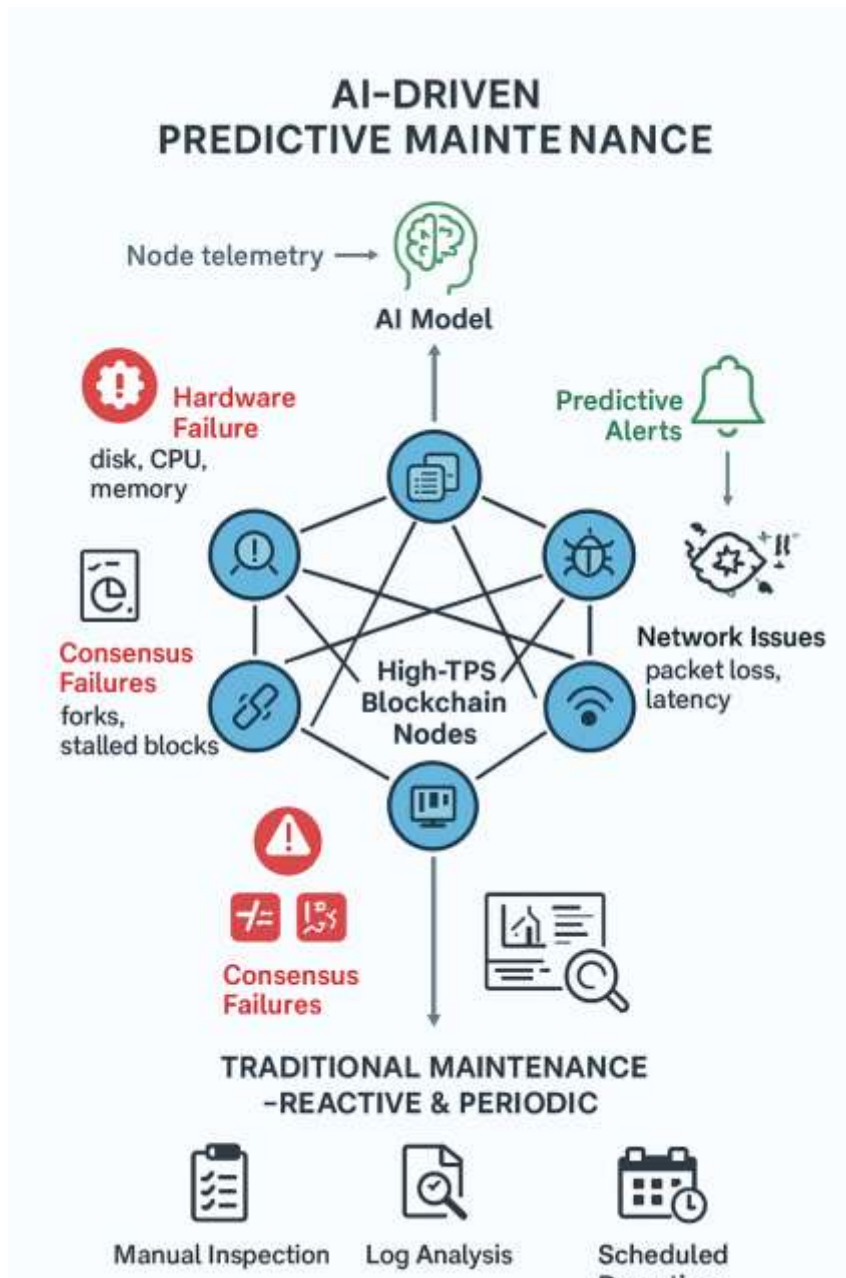 AI-DRIVEN
PREDICTIVE MAINTENANCE
Node telemetry
AI Model
Hardware
Failure
disk, CPU,
memory
Predictive
Alerts
Consensus
Failures
forks,
stalled blocks
High-TPS
Blockchain
Nodes
Network Issues
packet loss,
latency
Consensus
Failures
TRADITIONAL MAINTENANCE
-REACTIVE & PERIODIC
Manual Inspection
Log Analysis
Scheduled